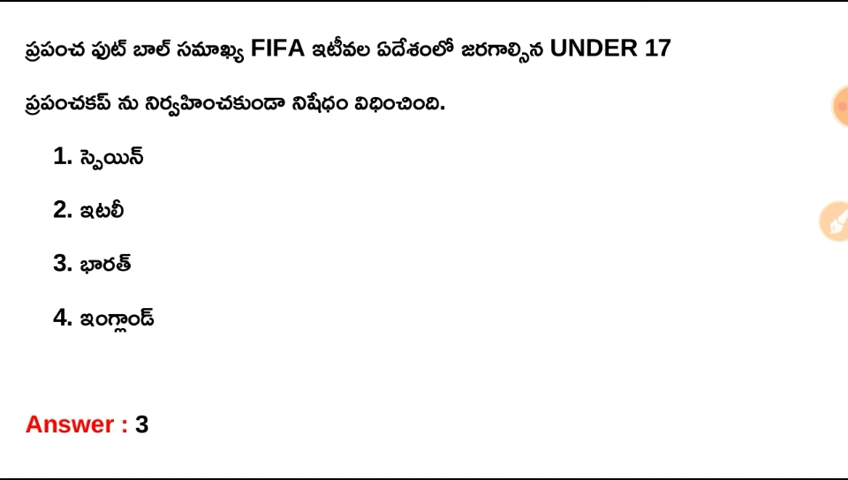 ప్రపంచ ఫుట్ బాల్ సమాఖ్య FIFA ఇటీవల ఏదేశంలో జరగాల్సిన UNDER 17
ప్రపంచకప్ ను నిర్వహించకుండా నిషేధం విధించింది.
1. స్పెయిన్
2. ఇటలీ
3. భారత్
4. ఇంగ్లాండ్
Answer : 3